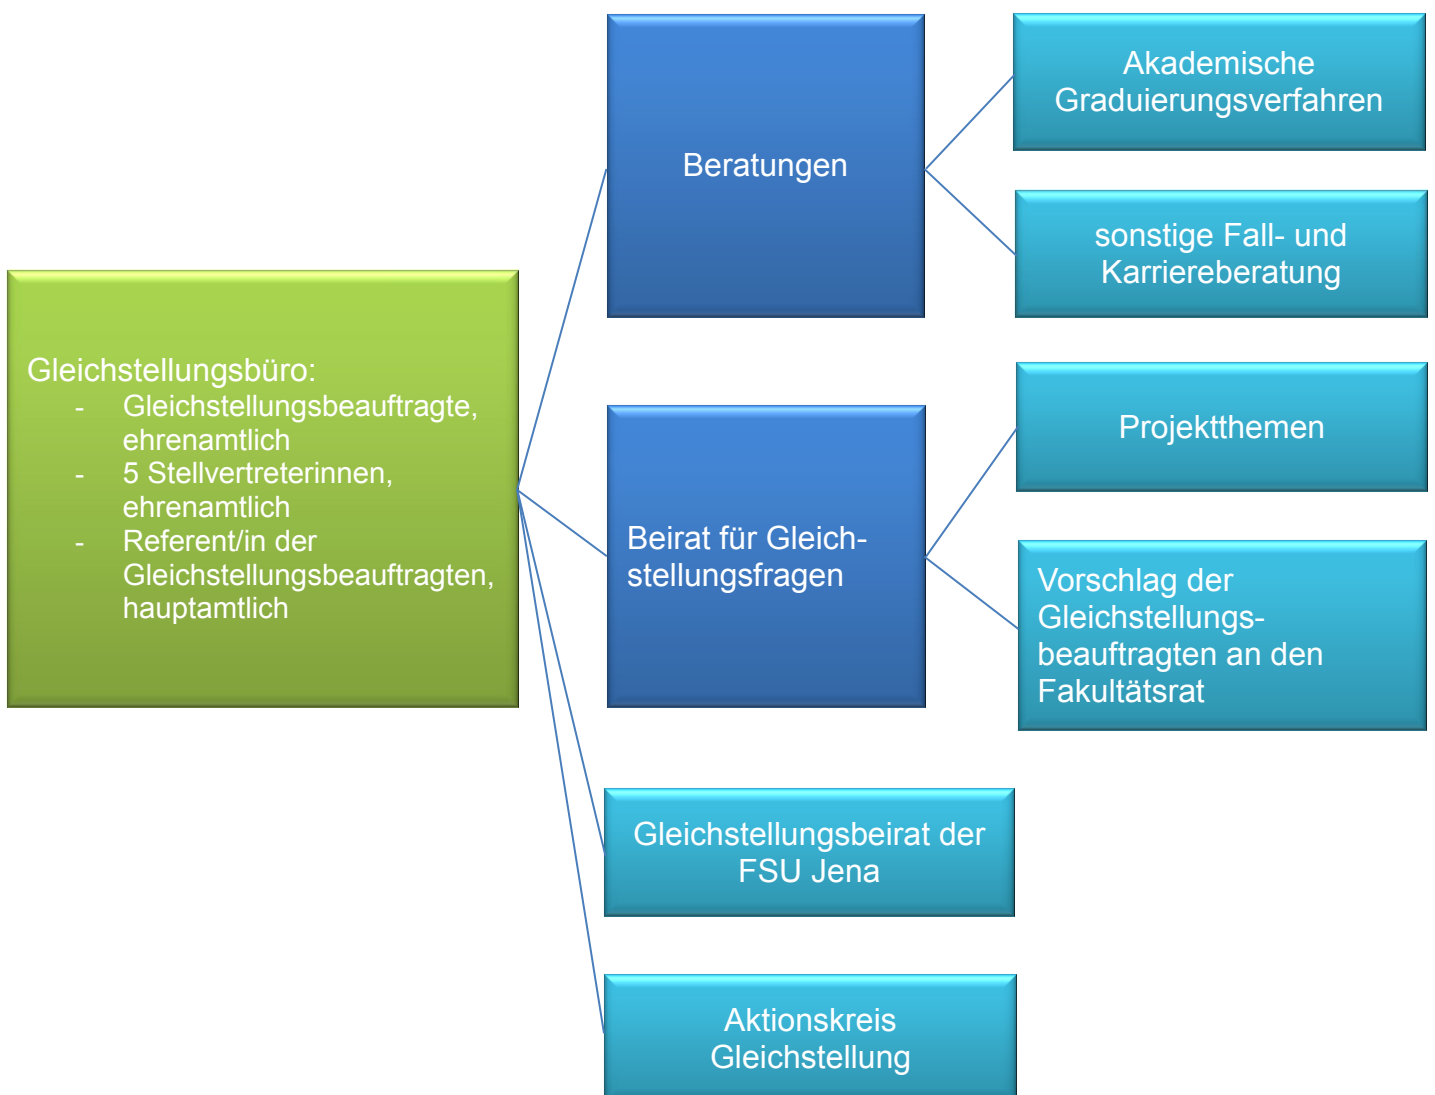 Gleichstellungsbüro:
- Gleichstellungsbeauftragte,
ehrenamtlich
- 5 Stellvertreterinnen,
ehrenamtlich
- Referent/in der
Gleichstellungsbeauftragten,
hauptamtlich
Beratungen
Akademische
Graduierungsverfahren
sonstige Fall- und
Karriereberatung
Beirat für Gleich-
stellungsfragen
Projektthemen
Vorschlag der
Gleichstellungs-
beauftragten an den
Fakultätsrat
Gleichstellungsbeirat der
FSU Jena
Aktionskreis
Gleichstellung